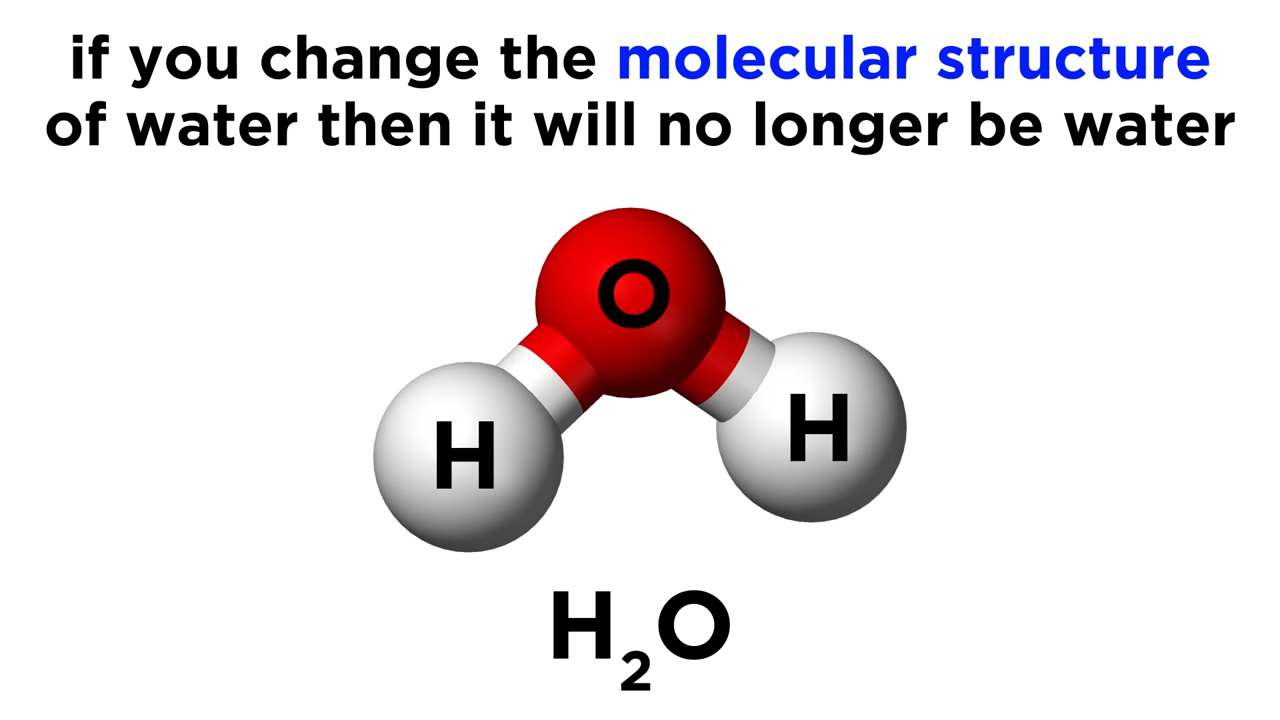 if you change the molecular structure
of water then it will no longer be water
O
H
H
H₂O